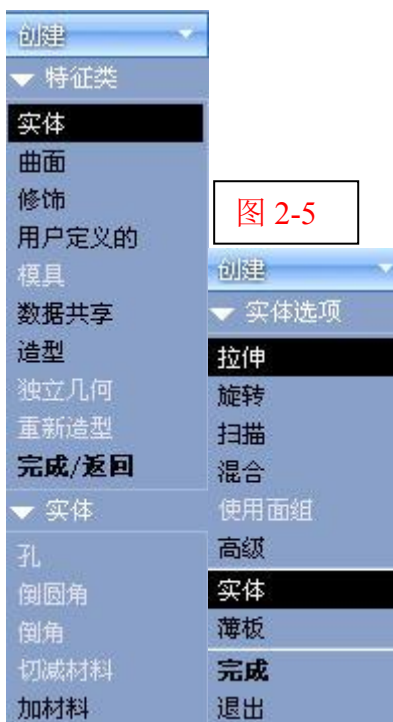 创建
特征类
实体
曲面
修饰
用户定义的
模具
数据共享
造型
独立几何
重新造型
完成/返回
实体
孔
倒圆角
倒角
切减材料
加材料
图 2-5
创建
实体选项
拉伸
旋转
扫描
混合
使用面组
高级
实体
薄板
完成
退出